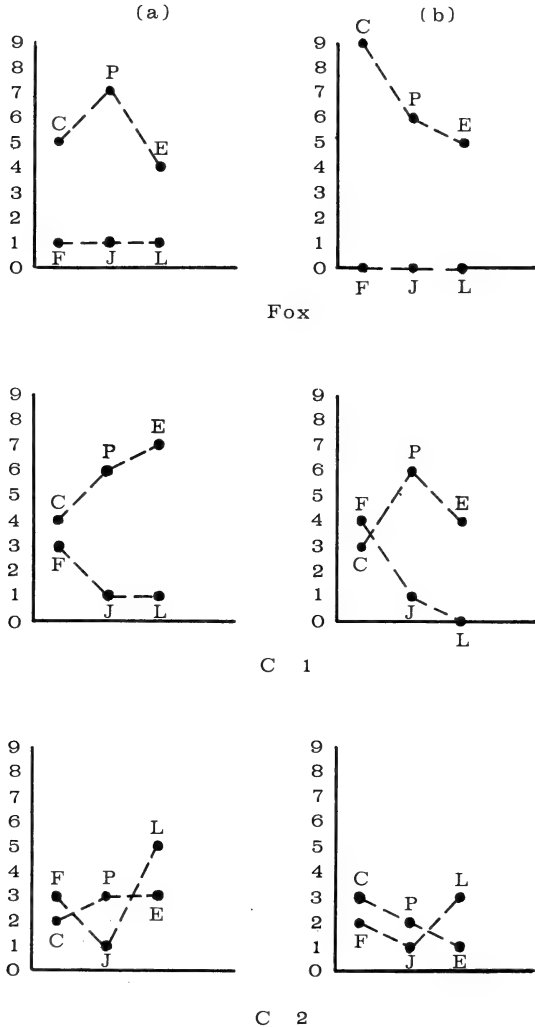 (a) (b)
9 9
8 C 8
7 P 7
6 C 6 P
5 E 5 E
4 4
3 3
2 2
1 1
0 F J L 0
F J L
Fox
9 9
8 8
7 E 7
6 P 6 P
5 5
4 C 4 F E
3 3
2 F 2 C
1 1
0 J L 0 J
L
C 1
9 9
8 8
7 7
6 6
5 L 5
4 4
3 F P 3 C L
2 2 P
1 C E 1 F
0 J 0 J E
C 2